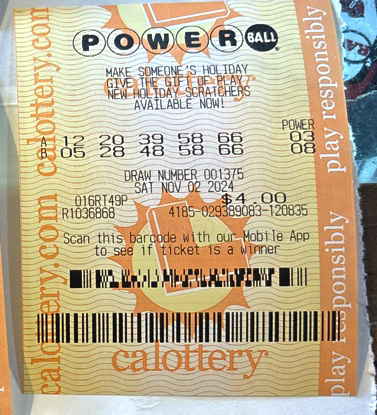 POWER BALL
MAKE SOMEONE'S HOLIDAY
GIVE THE GIFT OF PLAY!
NEW HOLIDAY SCRATCHERS
AVAILABLE NOW!
POWER
A 12 20 39 58 66 03
B 05 28 48 58 66 08
DRAW NUMBER 001375
SAT NOV 02 2024
016RT49P $4.00
R1036868 4185-029389083-120835
Scan this barcode with our Mobile App
to see if ticket is a winner
calottery
calottery.com calottery.com
play responsibly play responsibly